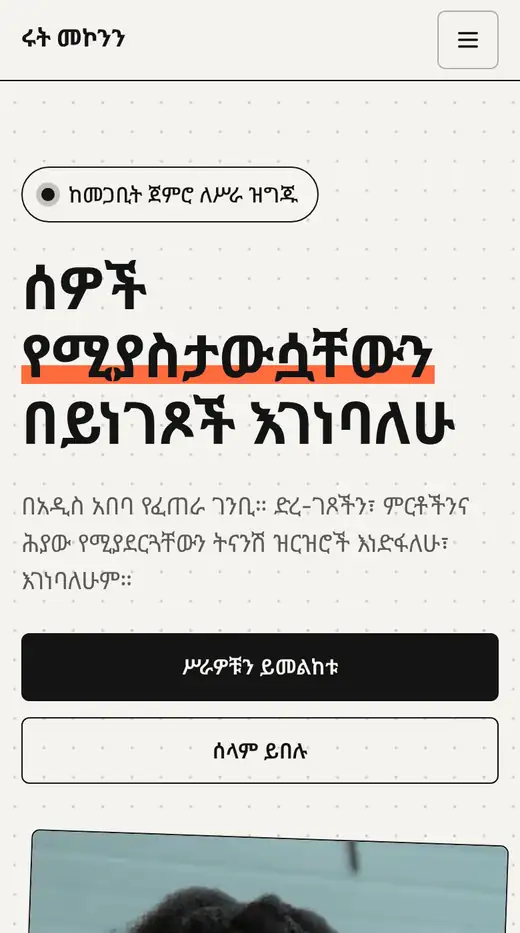 ሩት መኮንን
ከመጋቢት ጀምሮ ለሥራ ዝግጁ
ሰዎች
የሚያስታውሷቸውን
በይነገጾች እገነባለሁ
በአዲስ አበባ የፈጠራ ገንቢ። ድረ-ገጾችን፣ ምርቶችንና
ሕያው የሚያደርጓቸውን ትናንሽ ዝርዝሮች እነድፋለሁ፣
እገነባለሁም።
ሥራዎቹን ይመልከቱ
ሰላም ይበሉ